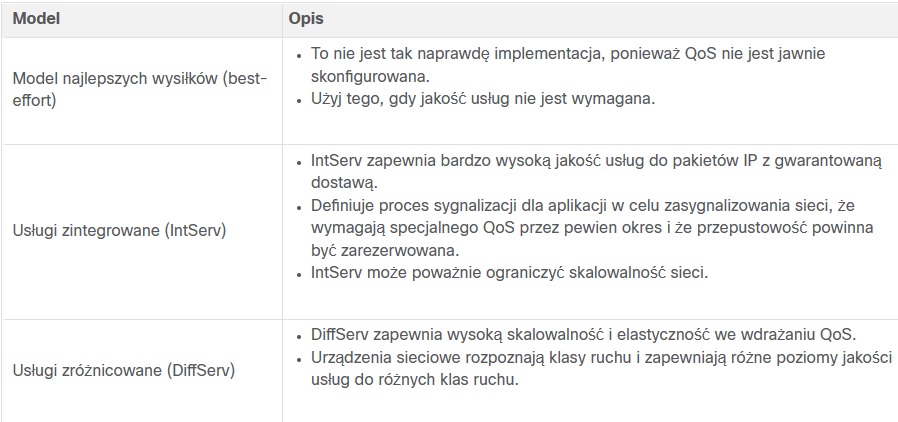 Model Opis
Model najlepszych wysiłków (best-
effort)
To nie jest tak naprawdę implementacja, ponieważ QoS nie jest jawnie
skonfigurowana.
Użyj tego, gdy jakość usług nie jest wymagana.
Usługi zintegrowane (IntServ)
IntServ zapewnia bardzo wysoką jakość usług do pakietów IP z gwarantowaną
dostawą.
Definiuje proces sygnalizacji dla aplikacji w celu zasygnalizowania sieci, że
wymagają specjalnego QoS przez pewien okres i że przepustowość powinna
być zarezerwowana.
IntServ może poważnie ograniczyć skalowalność sieci.
Usługi zróżnicowane (DiffServ)
DiffServ zapewnia wysoką skalowalność i elastyczność we wdrażaniu QoS.
Urządzenia sieciowe rozpoznają klasy ruchu i zapewniają różne poziomy jakości
usług do różnych klas ruchu.